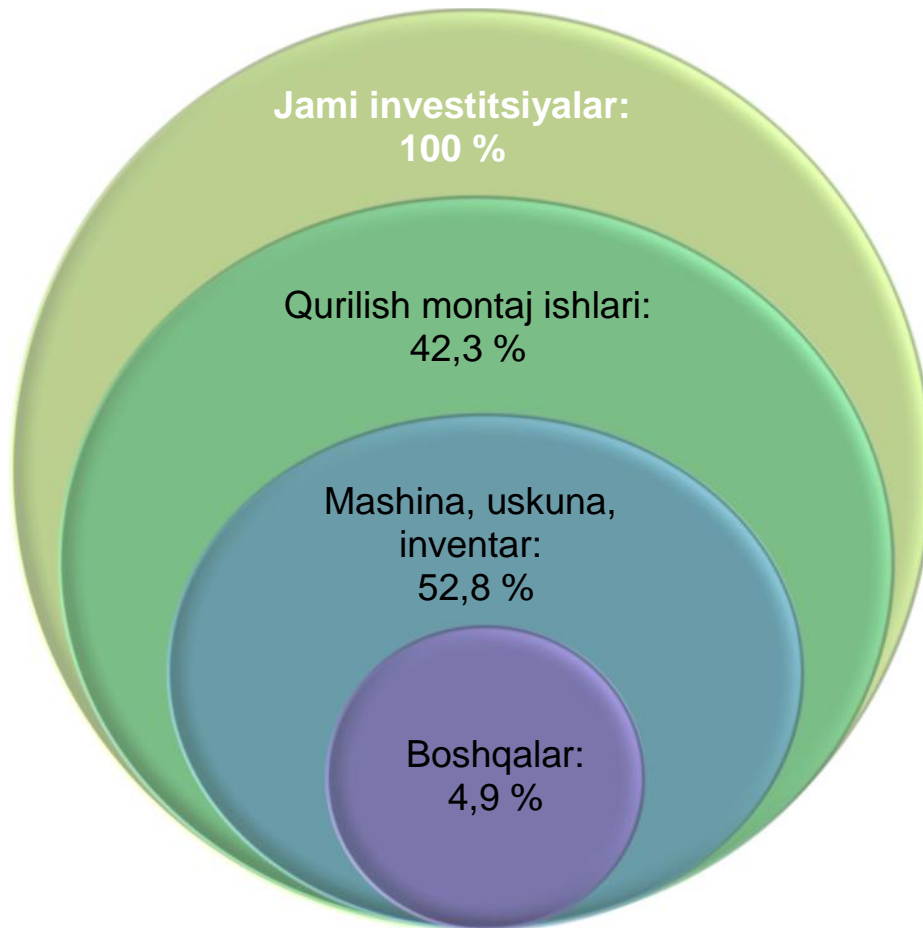 Jami investitsiyalar:
100 %
Qurilish montaj ishlari:
42,3 %
Mashina, uskuna,
inventar:
52,8 %
Boshqalar:
4,9 %